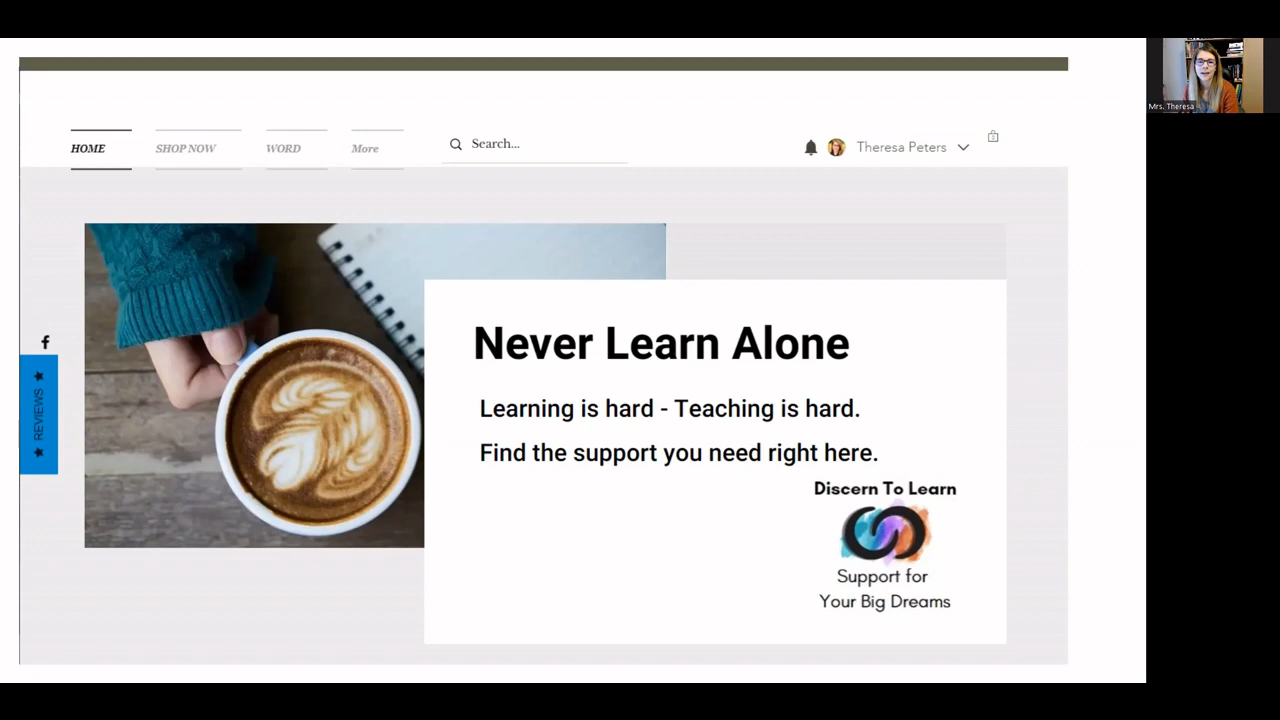 Mrs. Theresa
HOME
SHOP NOW
WORD
More
Search...
Theresa Peters
REVIEWS
Never Learn Alone
Learning is hard - Teaching is hard.
Find the support you need right here.
Discern To Learn
Support for
Your Big Dreams